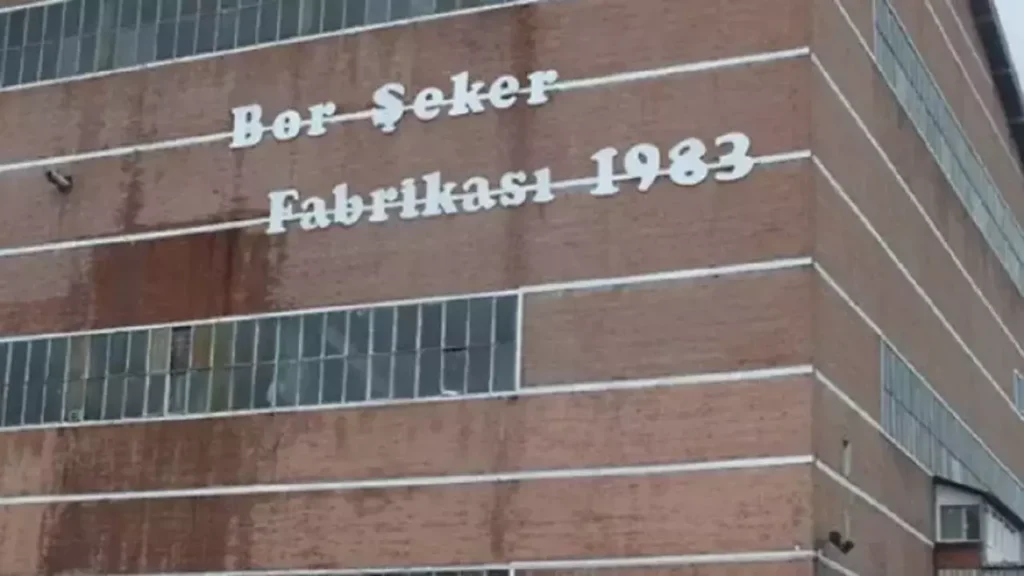 Bor Şeker
Fabrikası 1983